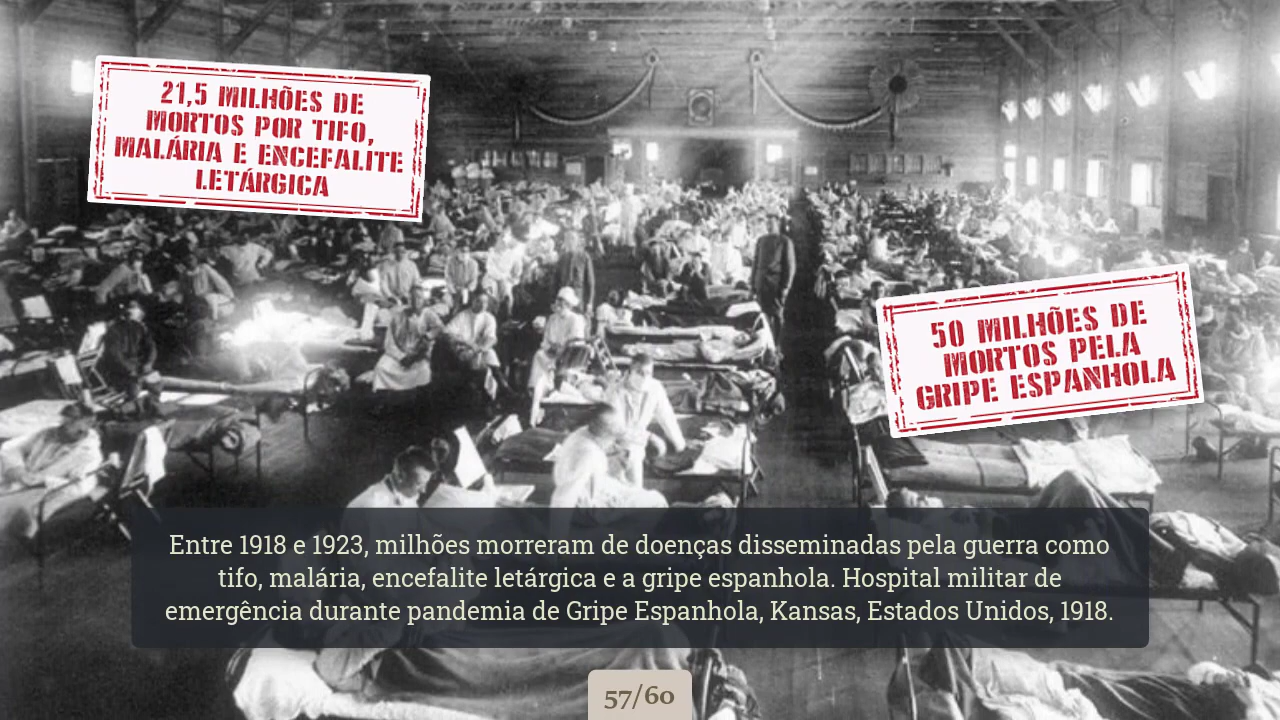 21,5 MILHÕES DE
MORTOS POR TIFO,
MALÁRIA E ENCEFALITE
LETÁRGICA
50 MILHÕES DE
MORTOS PELA
GRIPE ESPANHOLA
Entre 1918 e 1923, milhões morreram de doenças disseminadas pela guerra como
tifo, malária, encefalite letárgica e a gripe espanhola. Hospital militar de
emergência durante pandemia de Gripe Espanhola, Kansas, Estados Unidos, 1918.
57/60